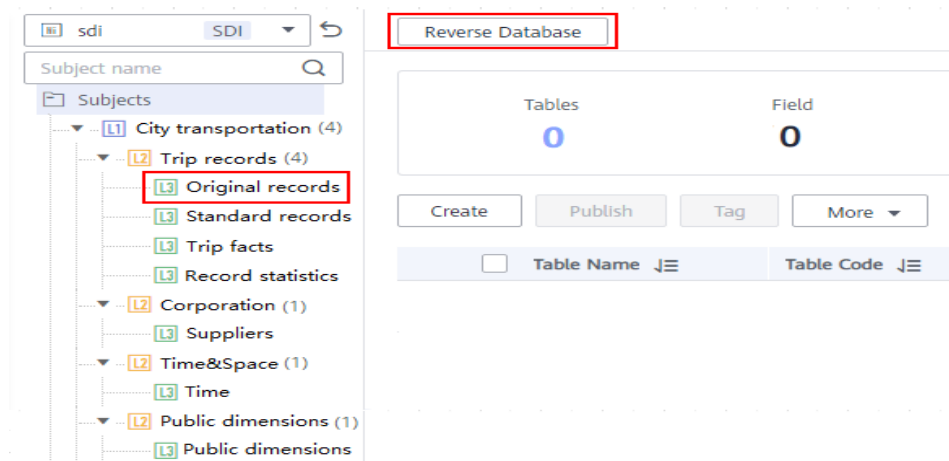 sdi SDI
Subject name
Subjects
L1 City transportation (4)
L2 Trip records (4)
L3 Original records
L3 Standard records
L3 Trip facts
L3 Record statistics
L2 Corporation (1)
L3 Suppliers
L2 Time&Space (1)
L3 Time
L2 Public dimensions (1)
L3 Public dimensions
Reverse Database
Tables Field
0 0
Create Publish Tag More
Table Name Table Code